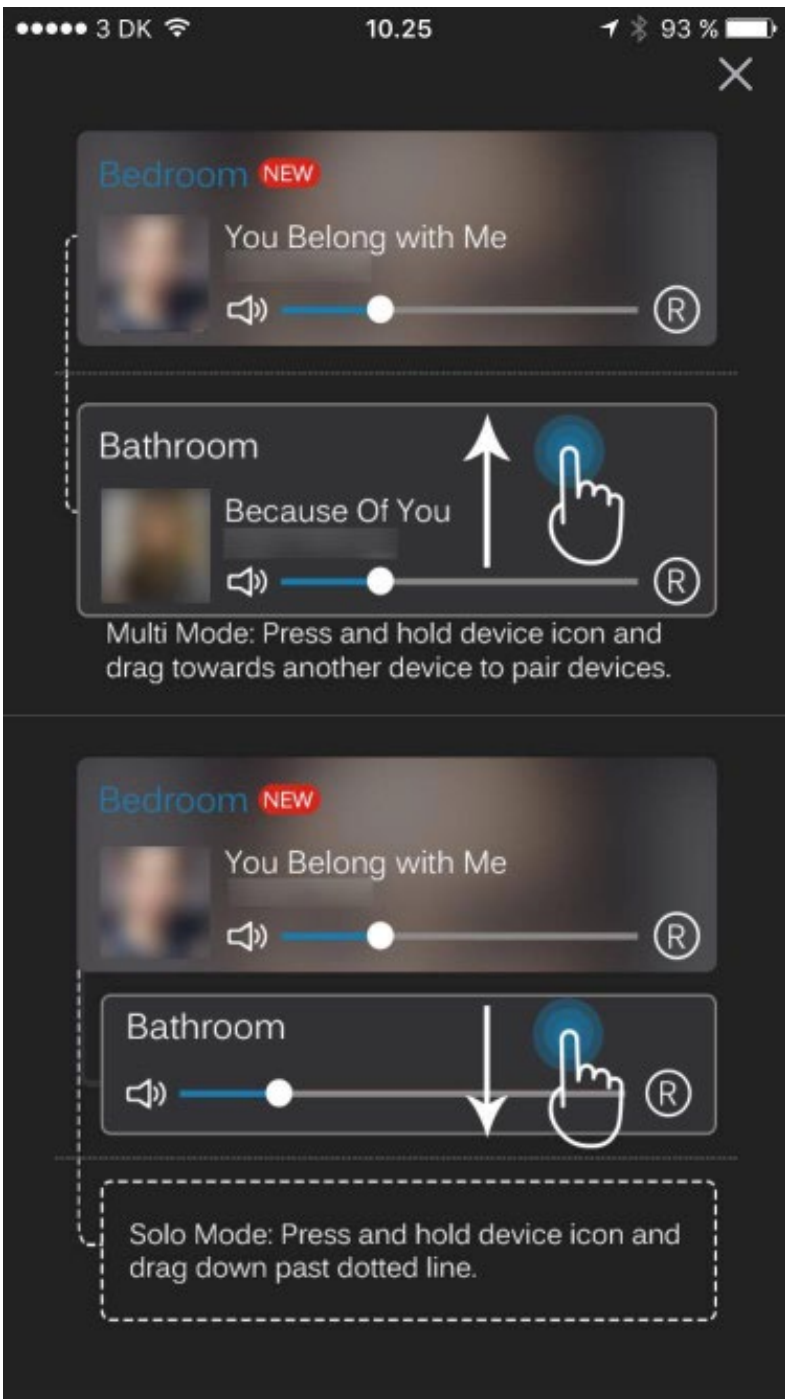 3 DK 10.25 93 %
Bedroom NEW
You Belong with Me
R
Bathroom
Because Of You
R
Multi Mode: Press and hold device icon and
drag towards another device to pair devices.
Bedroom NEW
You Belong with Me
R
Bathroom
R
Solo Mode: Press and hold device icon and
drag down past dotted line.